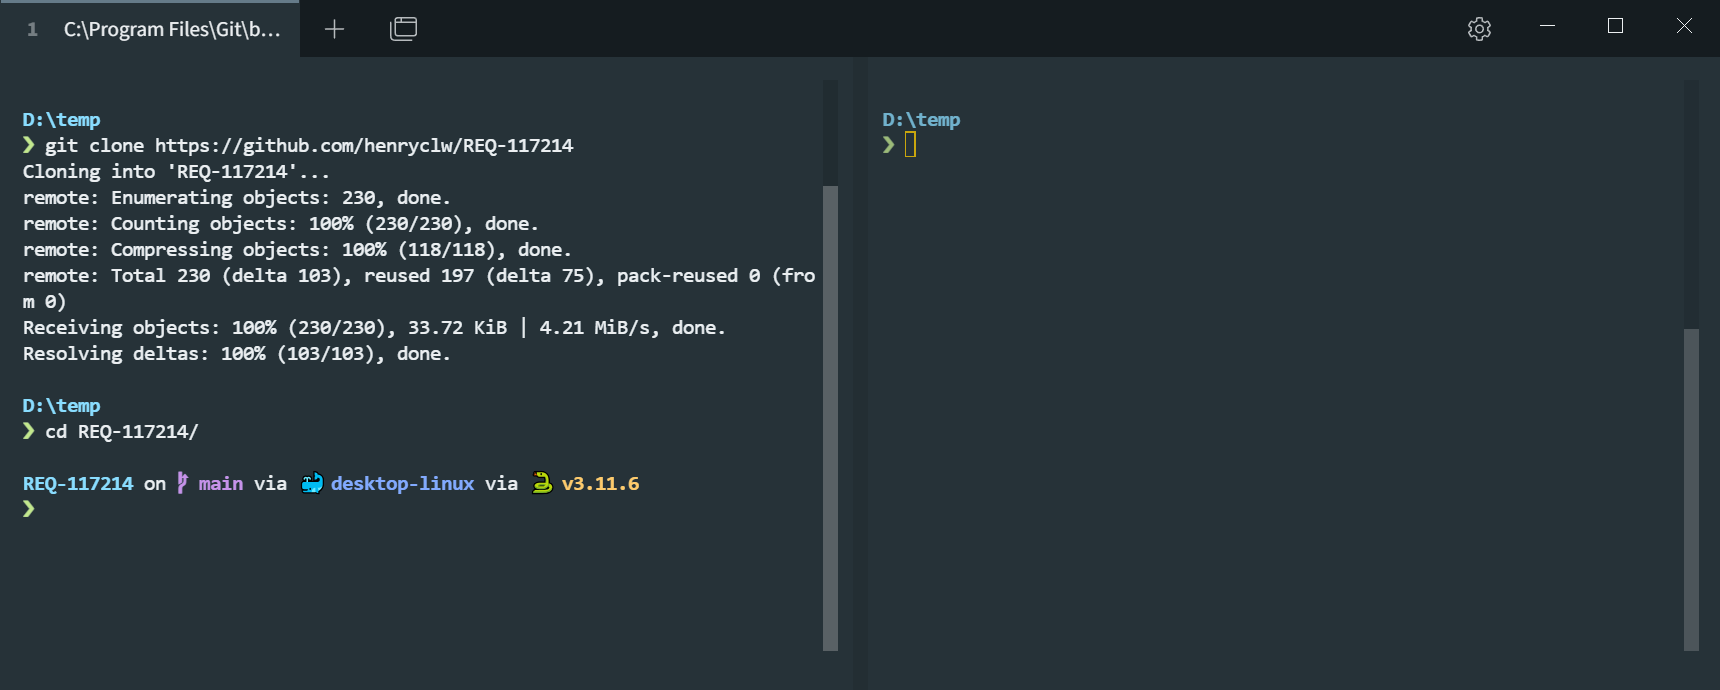 1 C:\Program Files\Git\b...
D:\temp
❯ git clone https://github.com/henryclw/REQ-117214
Cloning into 'REQ-117214'...
remote: Enumerating objects: 230, done.
remote: Counting objects: 100% (230/230), done.
remote: Compressing objects: 100% (118/118), done.
remote: Total 230 (delta 103), reused 197 (delta 75), pack-reused 0 (fro
m 0)
Receiving objects: 100% (230/230), 33.72 KiB | 4.21 MiB/s, done.
Resolving deltas: 100% (103/103), done.
D:\temp
❯ cd REQ-117214/
REQ-117214 on main via desktop-linux via v3.11.6
❯
D:\temp
❯